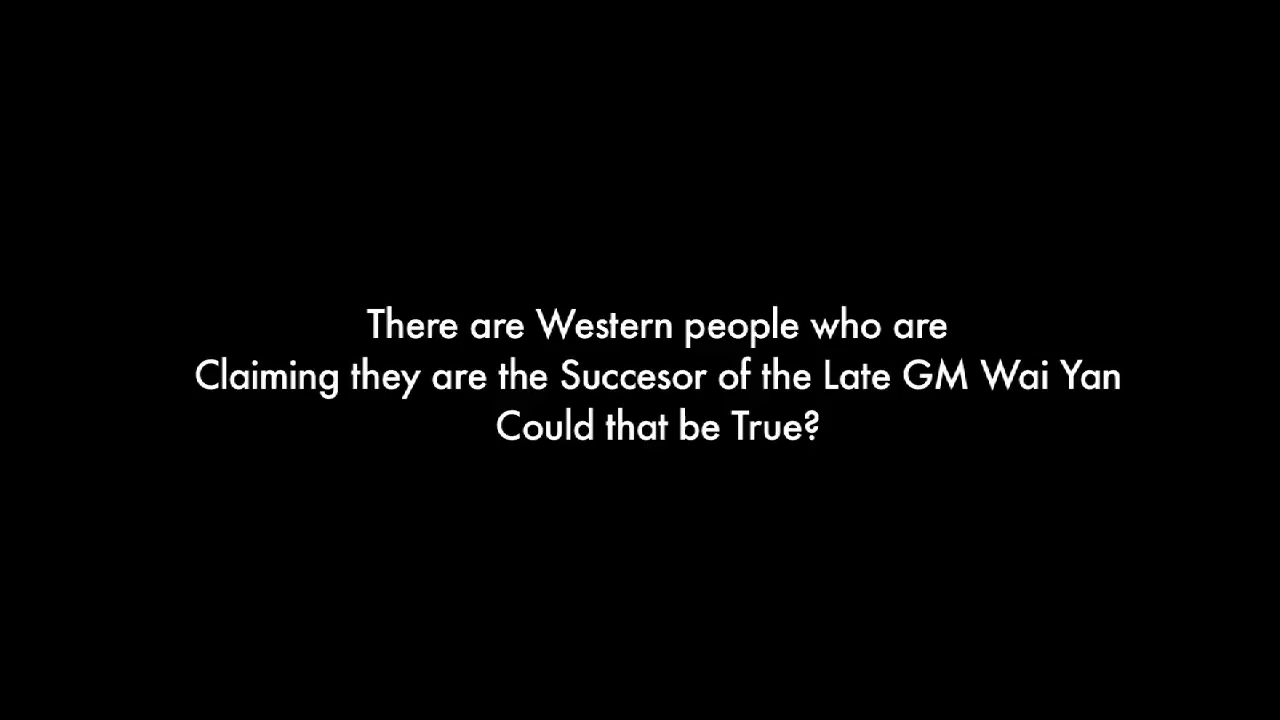 There are Western people who are
Claiming they are the Succesor of the Late GM Wai Yan
Could that be True?